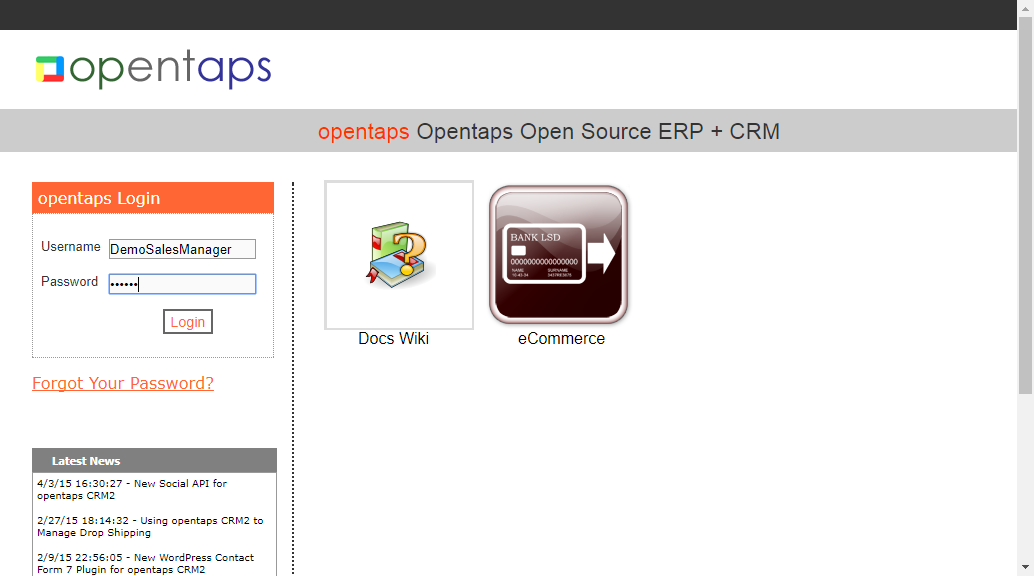 opentaps
opentaps Opentaps Open Source ERP + CRM
opentaps Login
Username DemoSalesManager
Password ••••••
Login
Forgot Your Password?
BANK LSD
0000000000000000
NAME SURNAME
Docs Wiki
eCommerce
Latest News
4/3/15 16:30:27 - New Social API for
opentaps CRM2
2/27/15 18:14:32 - Using opentaps CRM2 to
Manage Drop Shipping
2/9/15 22:56:05 - New WordPress Contact
Form 7 Plugin for opentaps CRM2